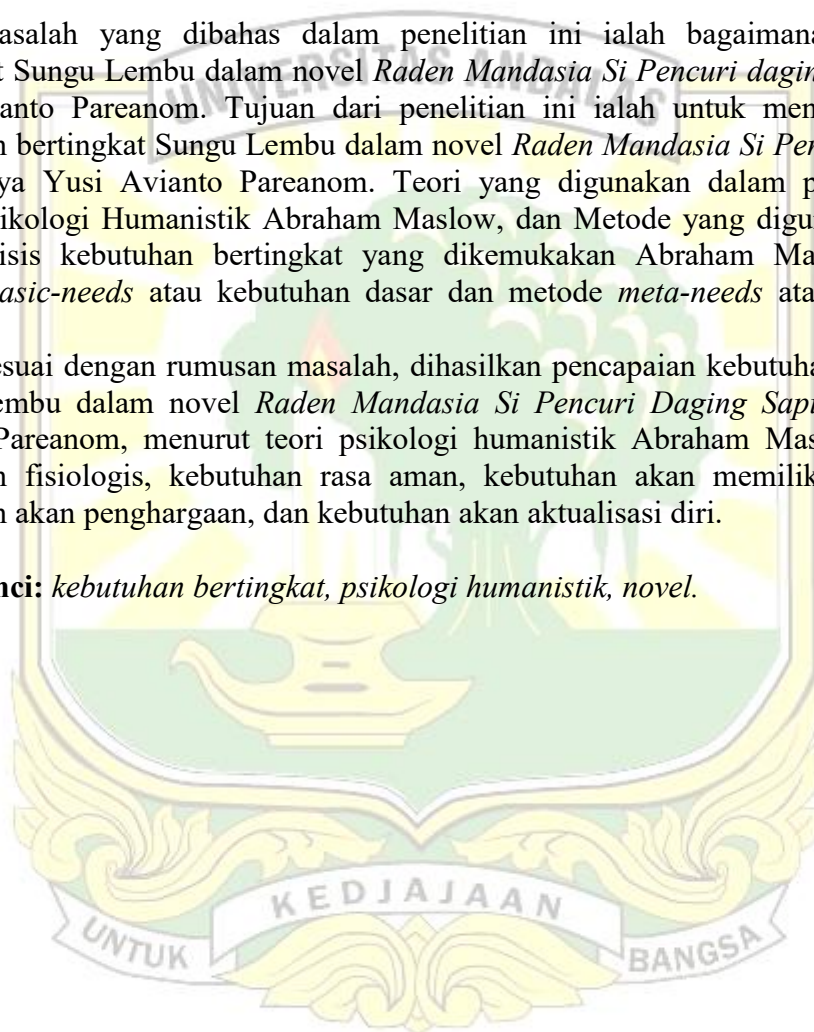 asalah yang dibahas dalam penelitian ini ialah bagaimana
t Sungu Lembu dalam novel Raden Mandasia Si Pencuri dagin
anto Pareanom. Tujuan dari penelitian ini ialah untuk men
n bertingkat Sungu Lembu dalam novel Raden Mandasia Si Pen
ya Yusi Avianto Pareanom. Teori yang digunakan dalam p
sikologi Humanistik Abraham Maslow, dan Metode yang digu
isis kebutuhan bertingkat yang dikemukakan Abraham Ma
asic-needs atau kebutuhan dasar dan metode meta-needs ata
esuai dengan rumusan masalah, dihasilkan pencapaian kebutuha
embu dalam novel Raden Mandasia Si Pencuri Daging Sapi
Pareanom, menurut teori psikologi humanistik Abraham Mas
n fisiologis, kebutuhan rasa aman, kebutuhan akan memilik
n akan penghargaan, dan kebutuhan akan aktualisasi diri.
nci: kebutuhan bertingkat, psikologi humanistik, novel.
UNIVERSITAS ANDALAS
UNTUK KEDJAJAAN BANGSA